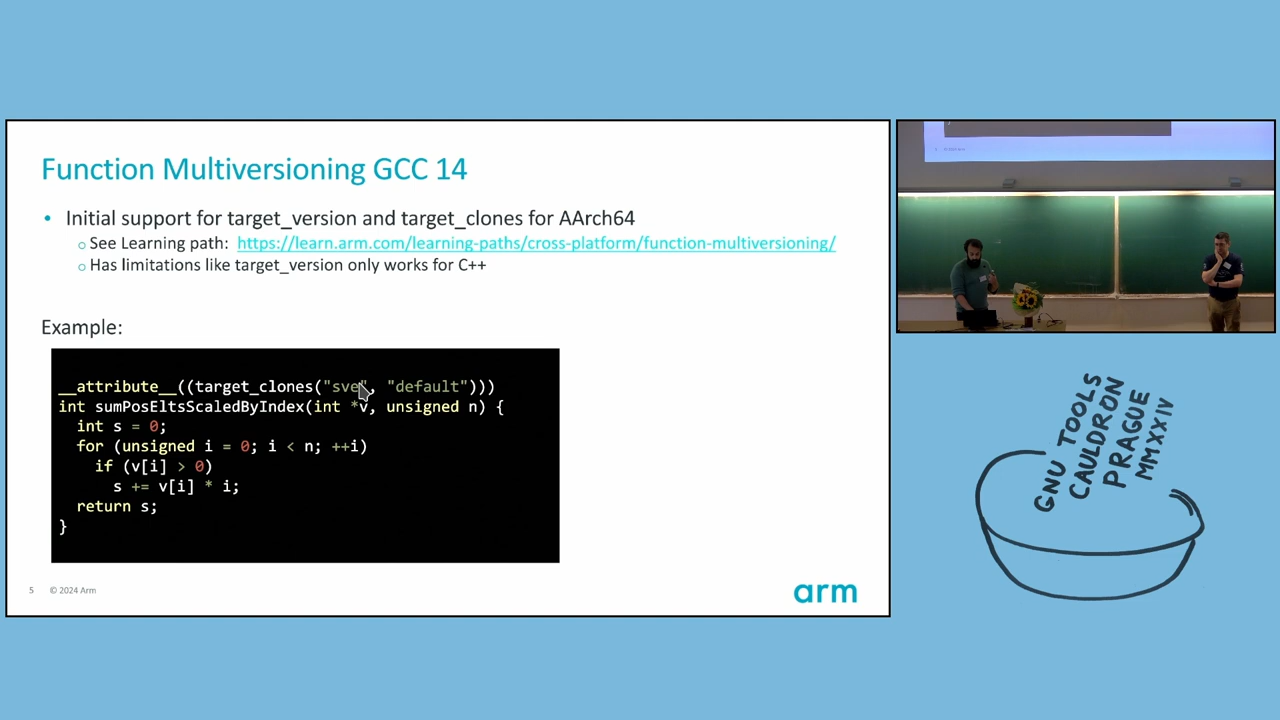 Function Multiversioning GCC 14
• Initial support for target_version and target_clones for AArch64
○ See Learning path: https://learn.arm.com/learning-paths/cross-platform/function-multiversioning/
○ Has limitations like target_version only works for C++
Example:
__attribute__((target_clones("sve", "default")))
int sumPosEltsScaledByIndex(int *v, unsigned n) {
int s = 0;
for (unsigned i = 0; i < n; ++i)
if (v[i] > 0)
s += v[i] * i;
return s;
}
5 © 2024 Arm
arm
GNU TOOLS
CAULDRON
PRAGUE
MMXXIV